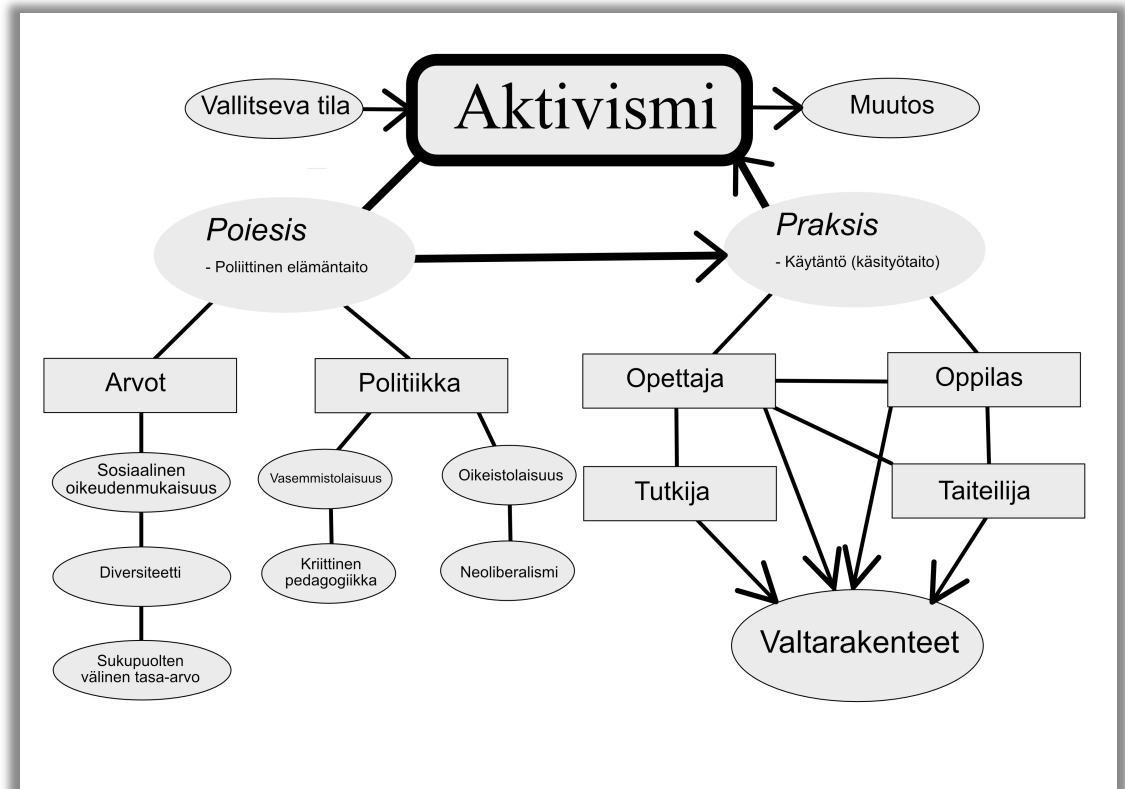 Vallitseva tila
Aktivismi
Muutos
Poiesis
- Poliittinen elämäntaito
Praksis
- Käytäntö (käsityötaito)
Arvot
Politiikka
Opettaja
Oppilas
Sosiaalinen
oikeudenmukaisuus
Vasemmistolaisuus
Oikeistolaisuus
Tutkija
Taiteilija
Diversiteetti
Kriittinen
pedagogiikka
Neoliberalismi
Sukupuolten
välinen tasa-arvo
Valtarakenteet